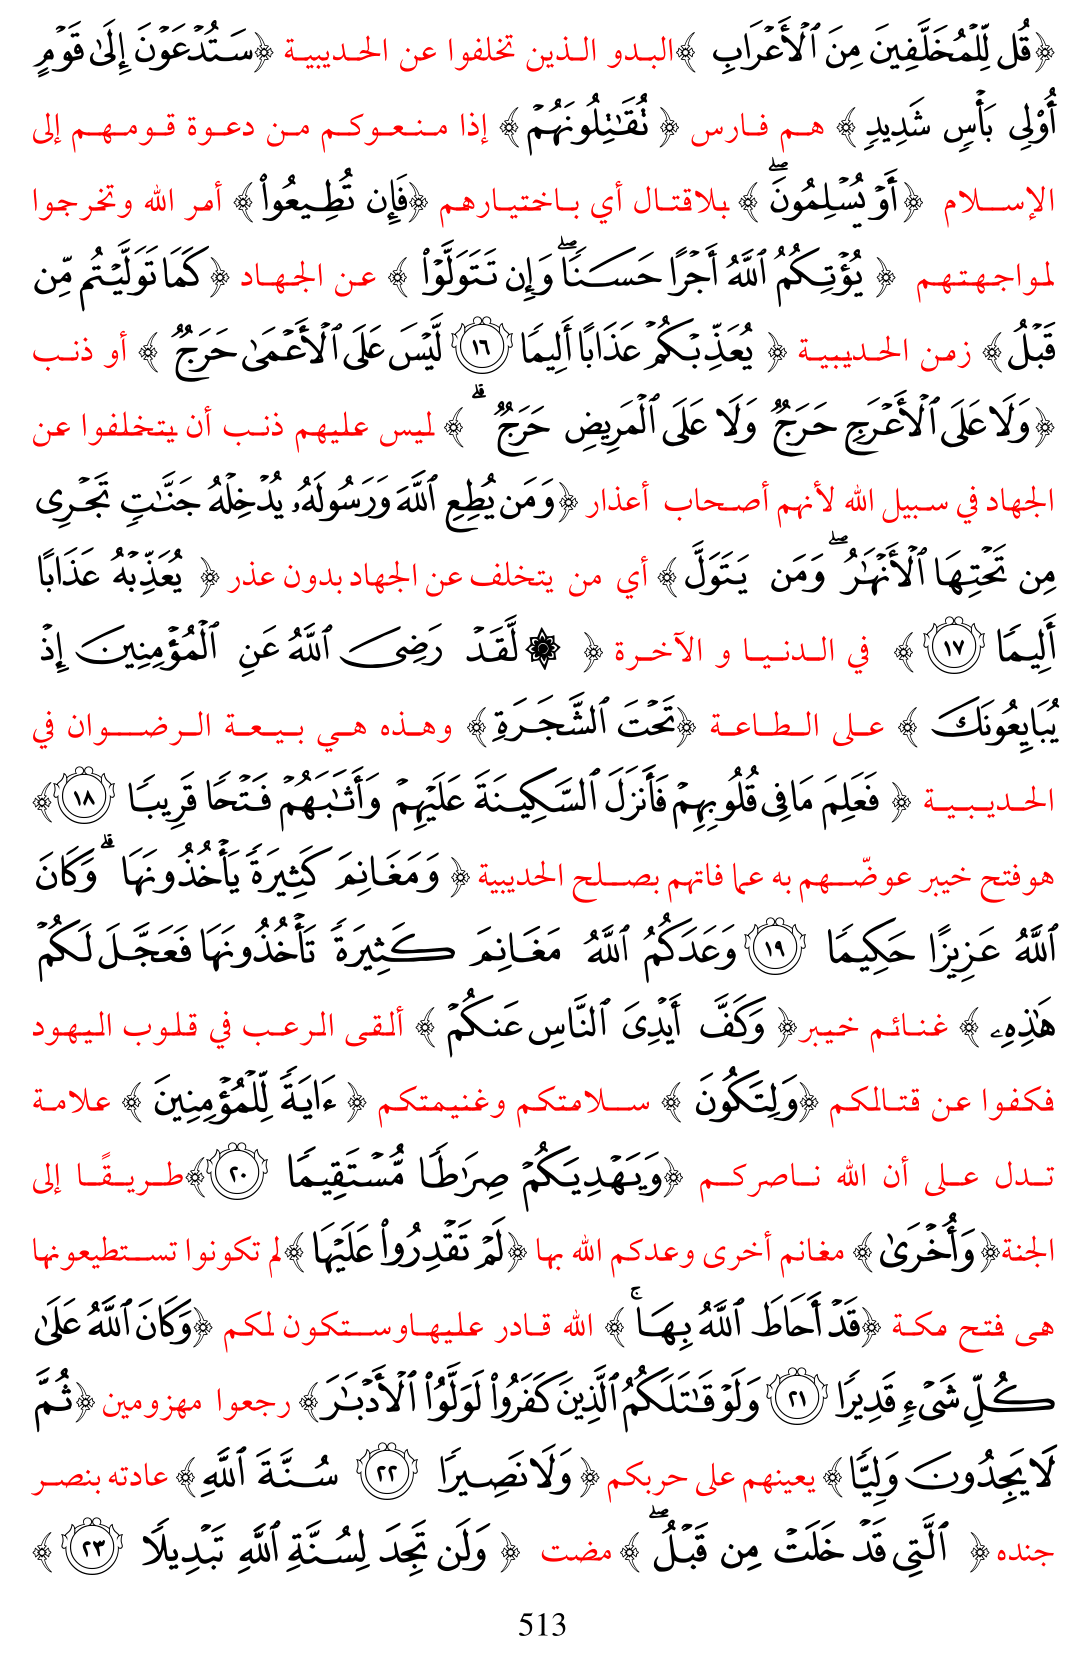 ﴿قُل لِّلْمُخَلَّفِينَ مِنَ ٱلْأَعْرَابِ ﴾البدو الذين تخلفوا عن الحديبية ﴿سَتُدْعَوْنَ إِلَىٰ قَوْمٍ
أُو۟لِى بَأْسٍ شَدِيدٍ ﴾ هم فارس ﴿ تُقَـٰتِلُونَهُمْ ﴾ إذا منعوكم من دعوة قومهم إلى
الإسلام ﴿أَوْ يُسْلِمُونَ ۖ ﴾ بلاقتال أي باختيارهم ﴿فَإِن تُطِيعُوا۟ ﴾ أمر الله وتخرجوا
لمواجهتهم ﴿ يُؤْتِكُمُ ٱللَّهُ أَجْرًا حَسَنًا ۖ وَإِن تَتَوَلَّوْا۟ ﴾ عن الجهاد ﴿كَمَا تَوَلَّيْتُم مِّن
قَبْلُ﴾ زمن الحديبية ﴿ يُعَذِّبْكُمْ عَذَابًا أَلِيمًا ١٦ لَّيْسَ عَلَى ٱلْأَعْمَىٰ حَرَجٌ ﴾ أو ذنب
﴿وَلَا عَلَى ٱلْأَعْرَجِ حَرَجٌ وَلَا عَلَى ٱلْمَرِيضِ حَرَجٌ ۗ ﴾ ليس عليهم ذنب أن يتخلفوا عن
الجهاد في سبيل الله لأنهم أصحاب أعذار ﴿وَمَن يُطِعِ ٱللَّهَ وَرَسُولَهُۥ يُدْخِلْهُ جَنَّـٰتٍ تَجْرِى
مِن تَحْتِهَا ٱلْأَنْهَـٰرُ ۖ وَمَن يَتَوَلَّ﴾ أي من يتخلف عن الجهاد بدون عذر ﴿ يُعَذِّبْهُ عَذَابًا
أَلِيمًا ١٧ ﴾ في الدنيا و الآخرة ﴿ ۞ لَّقَدْ رَضِىَ ٱللَّهُ عَنِ ٱلْمُؤْمِنِينَ إِذْ
يُبَايِعُونَكَ ﴾ على الطاعة ﴿تَحْتَ ٱلشَّجَرَةِ﴾ وهذه هي بيعة الرضوان في
الحديبية ﴿ فَعَلِمَ مَا فِى قُلُوبِهِمْ فَأَنزَلَ ٱلسَّكِينَةَ عَلَيْهِمْ وَأَثَـٰبَهُمْ فَتْحًا قَرِيبًا ١٨﴾
هوفتح خيبر عوضّهم به عما فاتهم بصلح الحديبية ﴿ وَمَغَانِمَ كَثِيرَةً يَأْخُذُونَهَا ۗ وَكَانَ
ٱللَّهُ عَزِيزًا حَكِيمًا ١٩ وَعَدَكُمُ ٱللَّهُ مَغَانِمَ كَثِيرَةً تَأْخُذُونَهَا فَعَجَّلَ لَكُمْ
هَـٰذِهِۦ ﴾ غنائم خيبر﴿ وَكَفَّ أَيْدِىَ ٱلنَّاسِ عَنكُمْ ﴾ ألقى الرعب في قلوب اليهود
فكفوا عن قتالكم ﴿وَلِتَكُونَ ﴾ سلامتكم وغنيمتكم ﴿ ءَايَةً لِّلْمُؤْمِنِينَ ﴾ علامة
تدل على أن الله ناصركم ﴿وَيَهْدِيَكُمْ صِرَٰطًا مُّسْتَقِيمًا ٢٠﴾طريقًا إلى
الجنة﴿وَأُخْرَىٰ﴾ مغانم أخرى وعدكم الله بها ﴿لَمْ تَقْدِرُوا۟ عَلَيْهَا﴾لم تكونوا تستطيعونها
هى فتح مكة ﴿قَدْ أَحَاطَ ٱللَّهُ بِهَا ۚ﴾ الله قادر عليهاوستكون لكم ﴿وَكَانَ ٱللَّهُ عَلَىٰ
كُلِّ شَىْءٍ قَدِيرًا ٢١ وَلَوْ قَـٰتَلَكُمُ ٱلَّذِينَ كَفَرُوا۟ لَوَلَّوُا۟ ٱلْأَدْبَـٰرَ﴾ رجعوا مهزومين ﴿ثُمَّ
لَا يَجِدُونَ وَلِيًّا﴾ يعينهم على حربكم ﴿ وَلَا نَصِيرًا ٢٢ سُنَّةَ ٱللَّهِ﴾ عادته بنصر
جنده ﴿ ٱلَّتِى قَدْ خَلَتْ مِن قَبْلُ ۖ ﴾ مضت ﴿ وَلَن تَجِدَ لِسُنَّةِ ٱللَّهِ تَبْدِيلًا ٢٣ ﴾
513